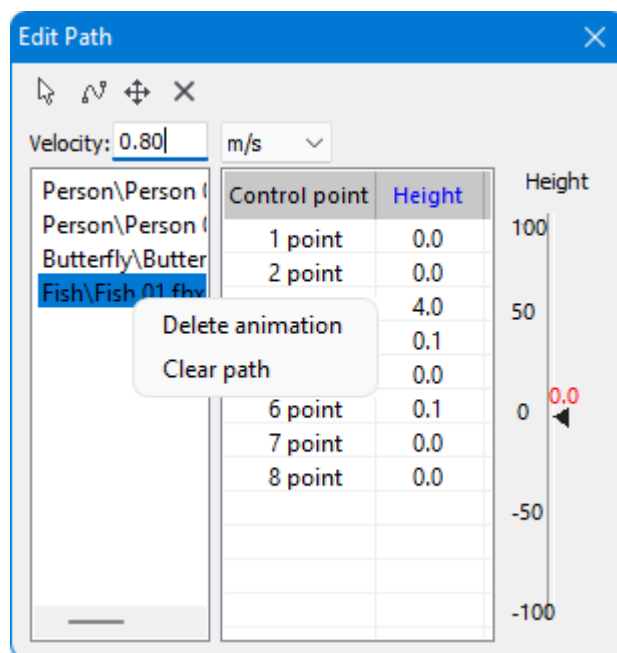 Edit Path
Velocity: 0.80 m/s
Person\Person
Person\Person
Butterfly\Butter
Fish\Fish 01.fbx
Delete animation
Clear path
Control point Height
1 point 0.0
2 point 0.0
4.0
0.1
0.0
6 point 0.1
7 point 0.0
8 point 0.0
Height
100
50
0 0.0
-50
-100